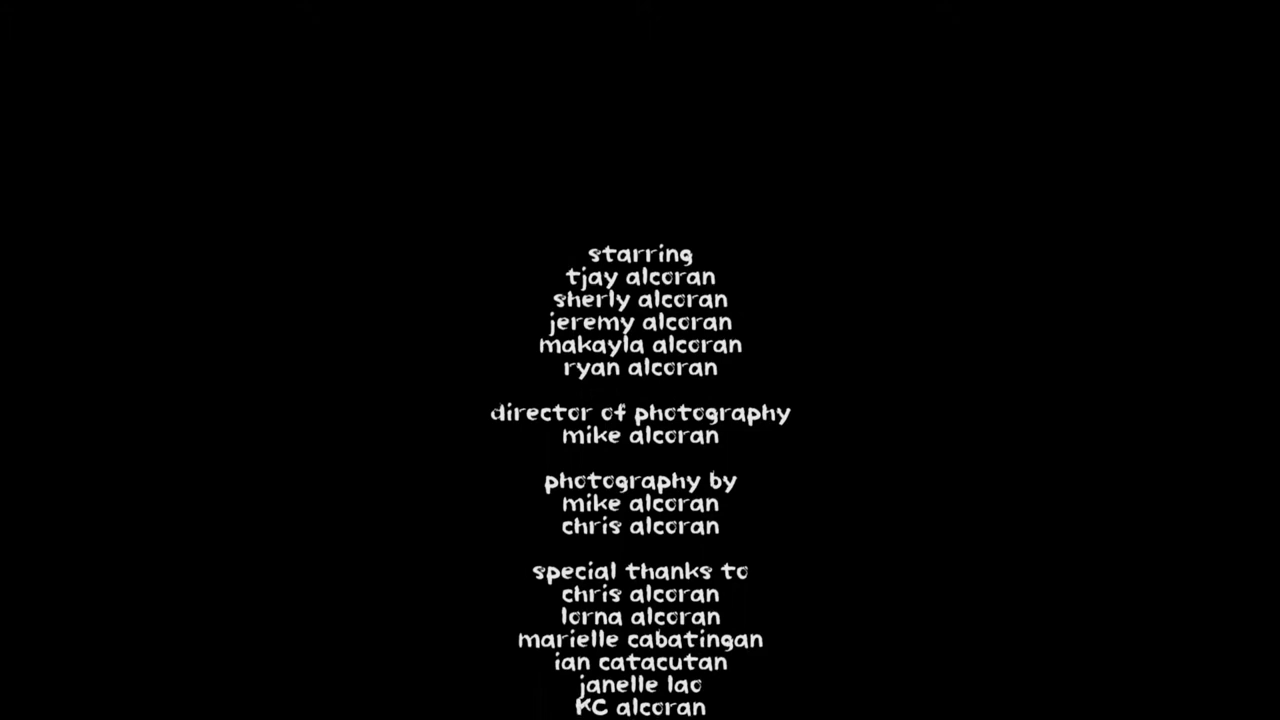 starring
tjay alcoran
sherly alcoran
jeremy alcoran
makayla alcoran
ryan alcoran
director of photography
mike alcoran
photography by
mike alcoran
chris alcoran
special thanks to
chris alcoran
lorna alcoran
marielle cabatingan
ian catacutan
janelle lao
KC alcoran